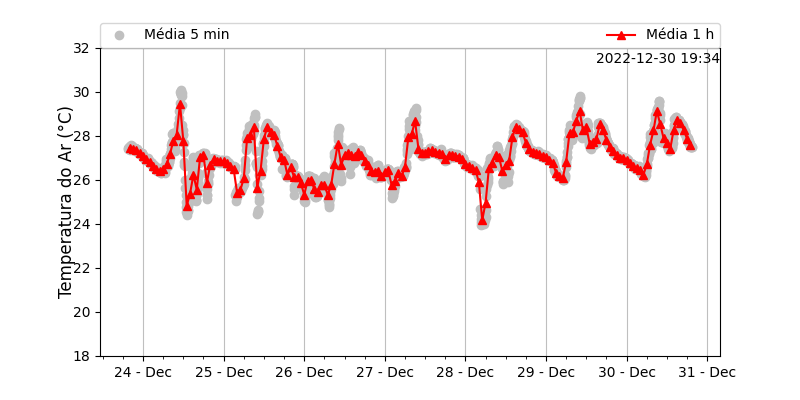 Média 5 min
Média 1 h
2022-12-30 19:34
Temperatura do Ar (°C)
32
30
28
26
24
22
20
18
24 - Dec
25 - Dec
26 - Dec
27 - Dec
28 - Dec
29 - Dec
30 - Dec
31 - Dec